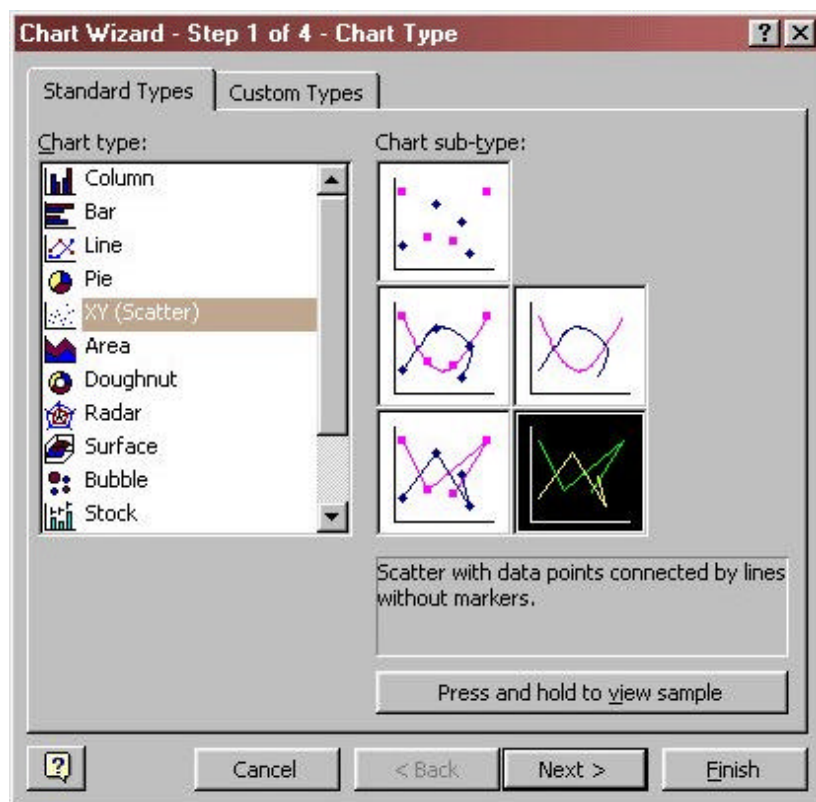 Chart Wizard - Step 1 of 4 - Chart Type
Standard Types
Custom Types
Chart type:
Column
Bar
Line
Pie
XY (Scatter)
Area
Doughnut
Radar
Surface
Bubble
Stock
Chart sub-type:
Scatter with data points connected by lines
without markers.
Press and hold to view sample
Cancel
< Back
Next >
Finish